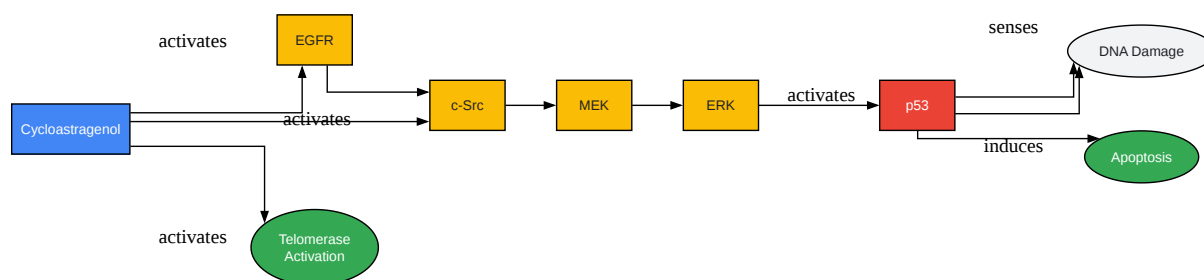 activates
EGFR
senses
DNA Damage
Cycloastragenol
activates
c-Src
MEK
ERK
activates
p53
induces
Apoptosis
activates
Telomerase
Activation